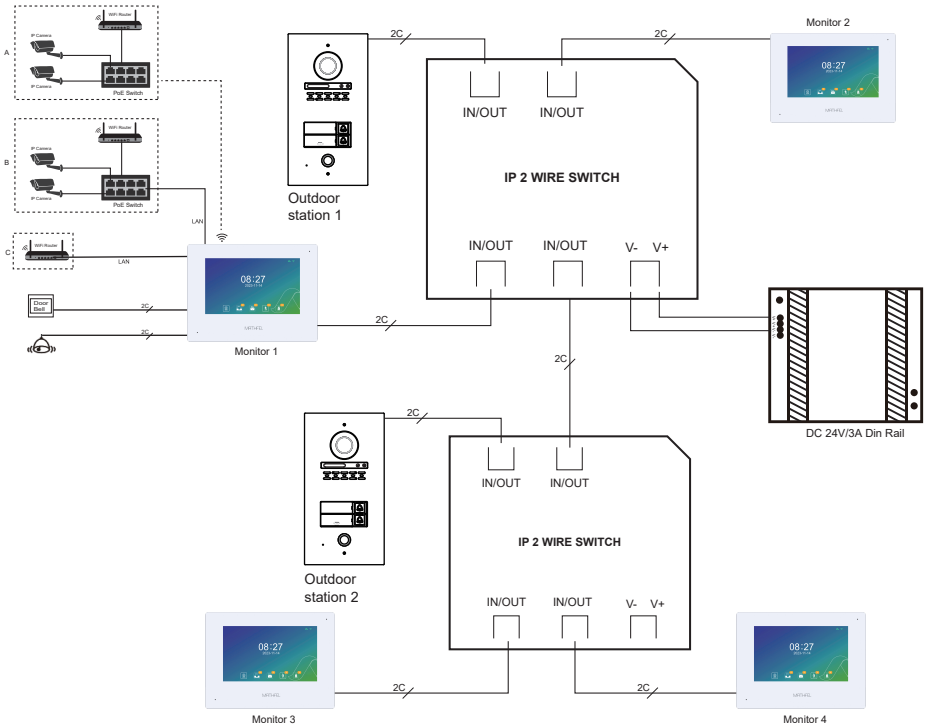 WiFi Router
IP Camera
A
IP Camera
PoE Switch
WiFi Router
IP Camera
B
IP Camera
PoE Switch
LAN
C
WiFi Router
LAN
Door
Bell
2C
2C
08:27
Monitor 1
2C
Outdoor
station 1
2C
2C
Monitor 2
08:27
IN/OUT
IN/OUT
IP 2 WIRE SWITCH
IN/OUT
IN/OUT
V-
V+
DC 24V/3A Din Rail
2C
2C
Outdoor
station 2
IN/OUT
IN/OUT
IP 2 WIRE SWITCH
IN/OUT
IN/OUT
V-
V+
08:27
Monitor 3
2C
2C
08:27
Monitor 4